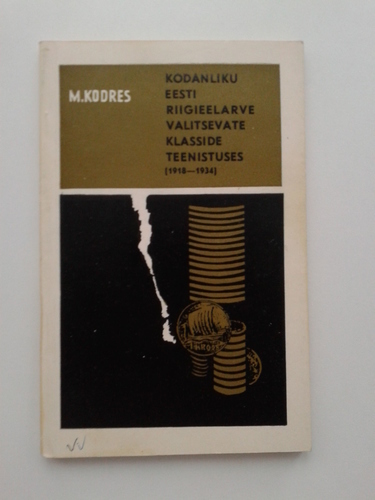 M.KODRES
KODANLIKU
EESTI
RIIGIEELARVE
VALITSEVATE
KLASSIDE
TEENISTUSES
(1918—1934)